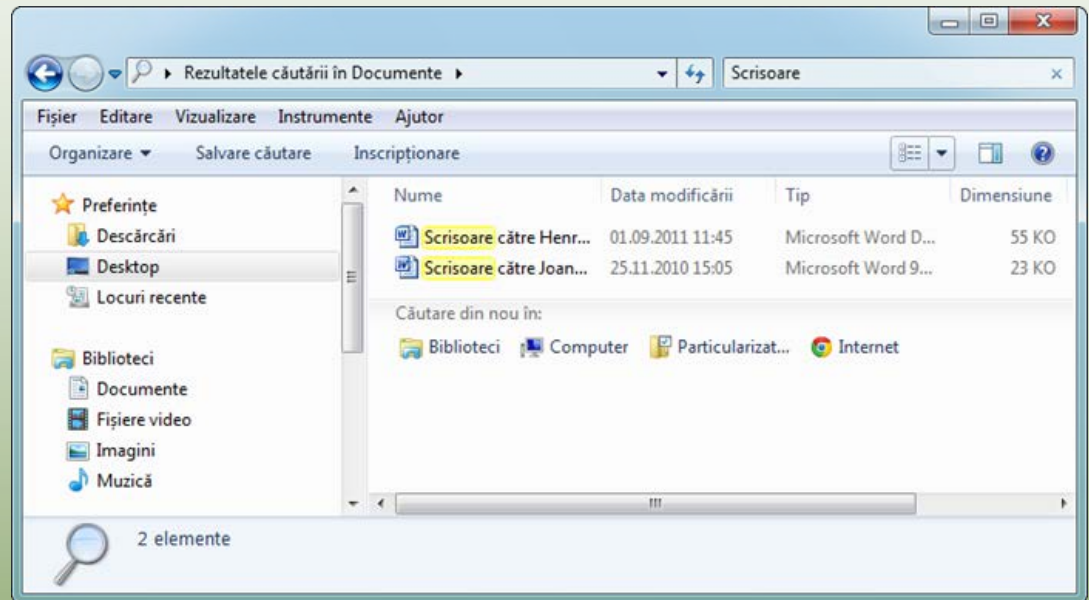 Rezultatele căutării în Documente
Scrisoare
Fișier Editare Vizualizare Instrumente Ajutor
Organizare Salvare căutare Inscripționare
Preferințe
Descărcări
Desktop
Locuri recente
Biblioteci
Documente
Fișiere video
Imagini
Muzică
Nume Data modificării Tip Dimensiune
Scrisoare către Henr... 01.09.2011 11:45 Microsoft Word D... 55 KO
Scrisoare către Joan... 25.11.2010 15:05 Microsoft Word 9... 23 KO
Căutare din nou în:
Biblioteci Computer Particularizat... Internet
2 elemente